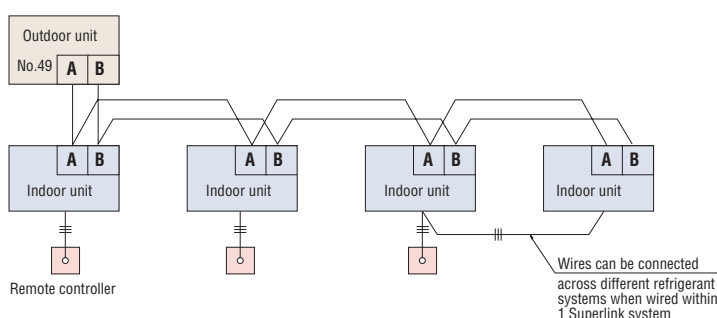 Outdoor unit
No.49 A B
A B
Indoor unit
A B
Indoor unit
A B
Indoor unit
A B
Indoor unit
Remote controller
Wires can be connected
across different refrigerant
systems when wired within
1 Superlink system